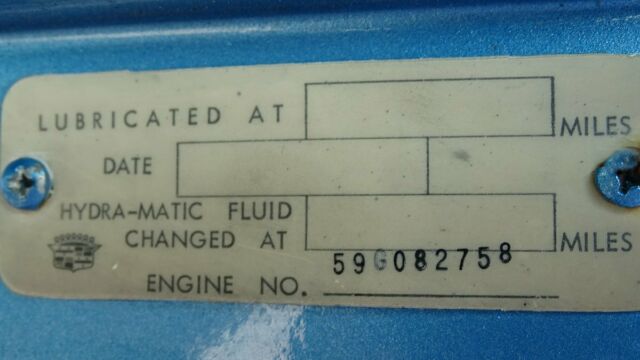 LUBRICATED AT MILES
DATE
HYDRA-MATIC FLUID
CHANGED AT MILES
59G082758
ENGINE NO.